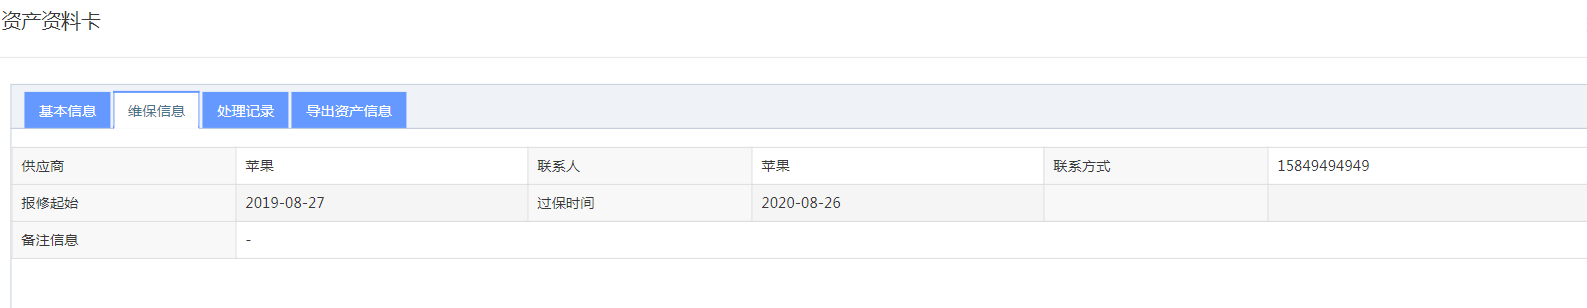 资产资料卡
基本信息 维保信息 处理记录 导出资产信息
供应商 苹果 联系人 苹果 联系方式 15849494949
报修起始 2019-08-27 过保时间 2020-08-26
备注信息 -